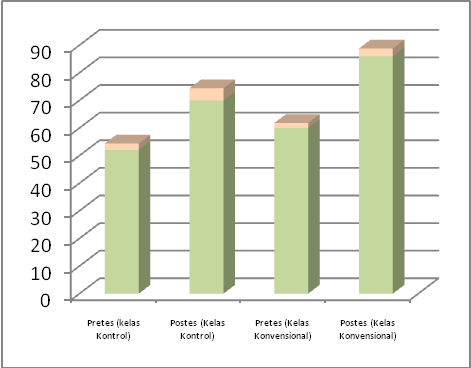 90
80
70
60
50
40
30
20
10
0
Pretes (kelas
Kontrol)
Postes (Kelas
Kontrol)
Pretes (Kelas
Konvensional)
Postes (Kelas
Konvensional)